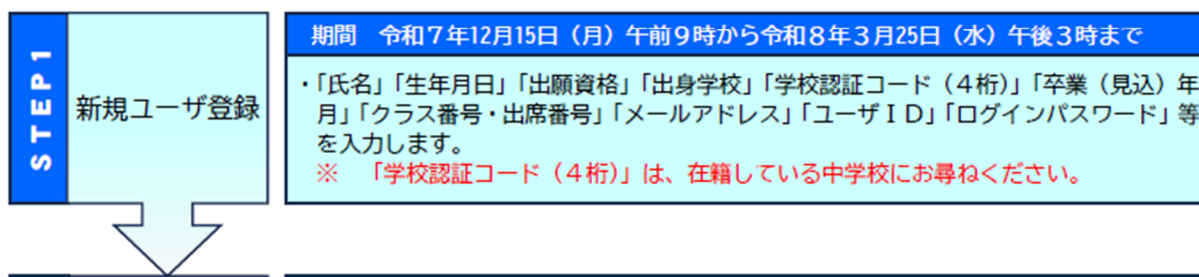 STEP1
新規ユーザ登録
期間　令和７年12月15日（月）午前９時から令和８年３月25日（水）午後３時まで
・「氏名」「生年月日」「出願資格」「出身学校」「学校認証コード（４桁）」「卒業（見込）年
月」「クラス番号・出席番号」「メールアドレス」「ユーザＩＤ」「ログインパスワード」等
を入力します。
※　「学校認証コード（４桁）」は、在籍している中学校にお尋ねください。